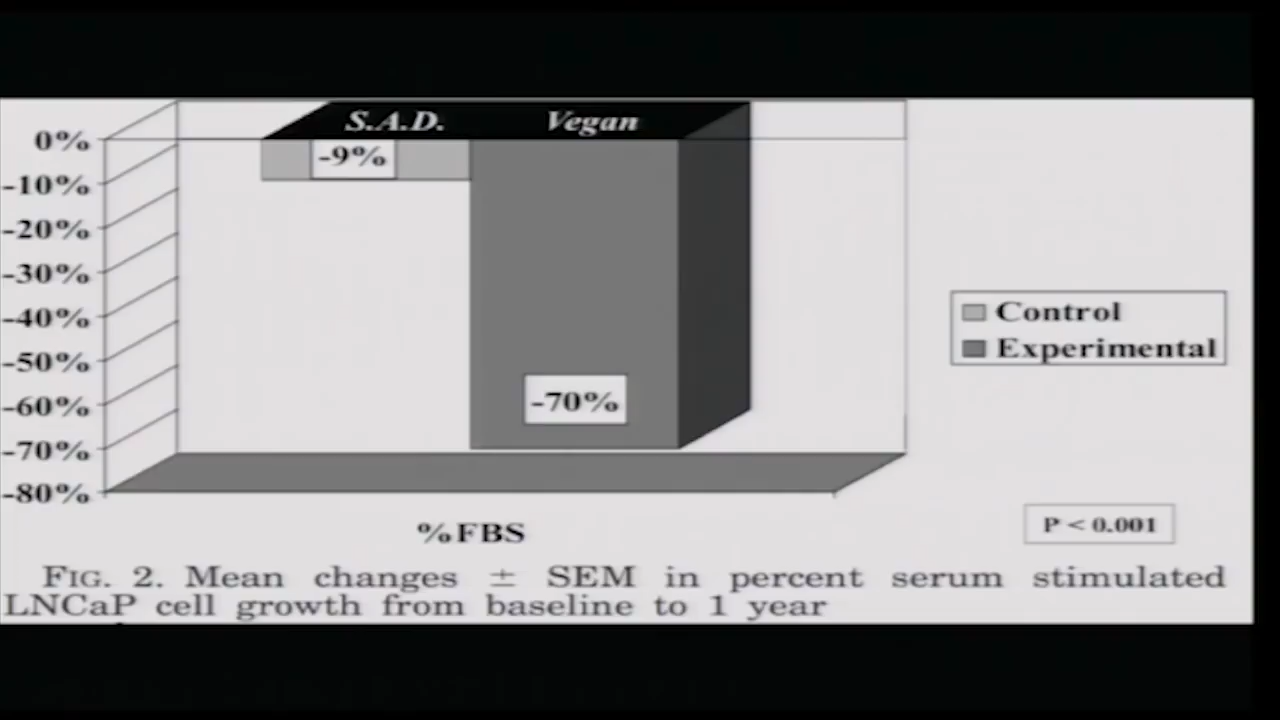 S.A.D. Vegan
0%
-9%
-10%
-20%
-30%
-40%
-50%
-60%
-70%
-80%
-70%
Control
Experimental
%FBS
P < 0.001
FIG. 2. Mean changes ± SEM in percent serum stimulated
LNCaP cell growth from baseline to 1 year